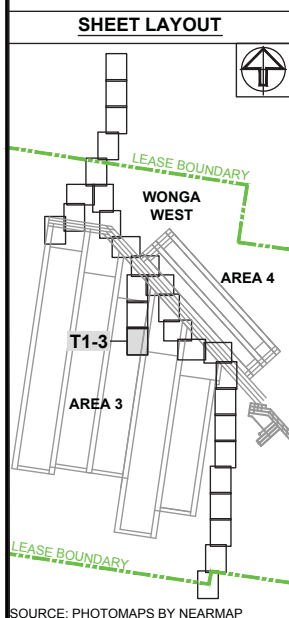 SHEET LAYOUT
LEASE BOUNDARY
WONGA
WEST
AREA 4
T1-3
AREA 3
LEASE BOUNDARY
SOURCE: PHOTOMAPS BY NEARMAP